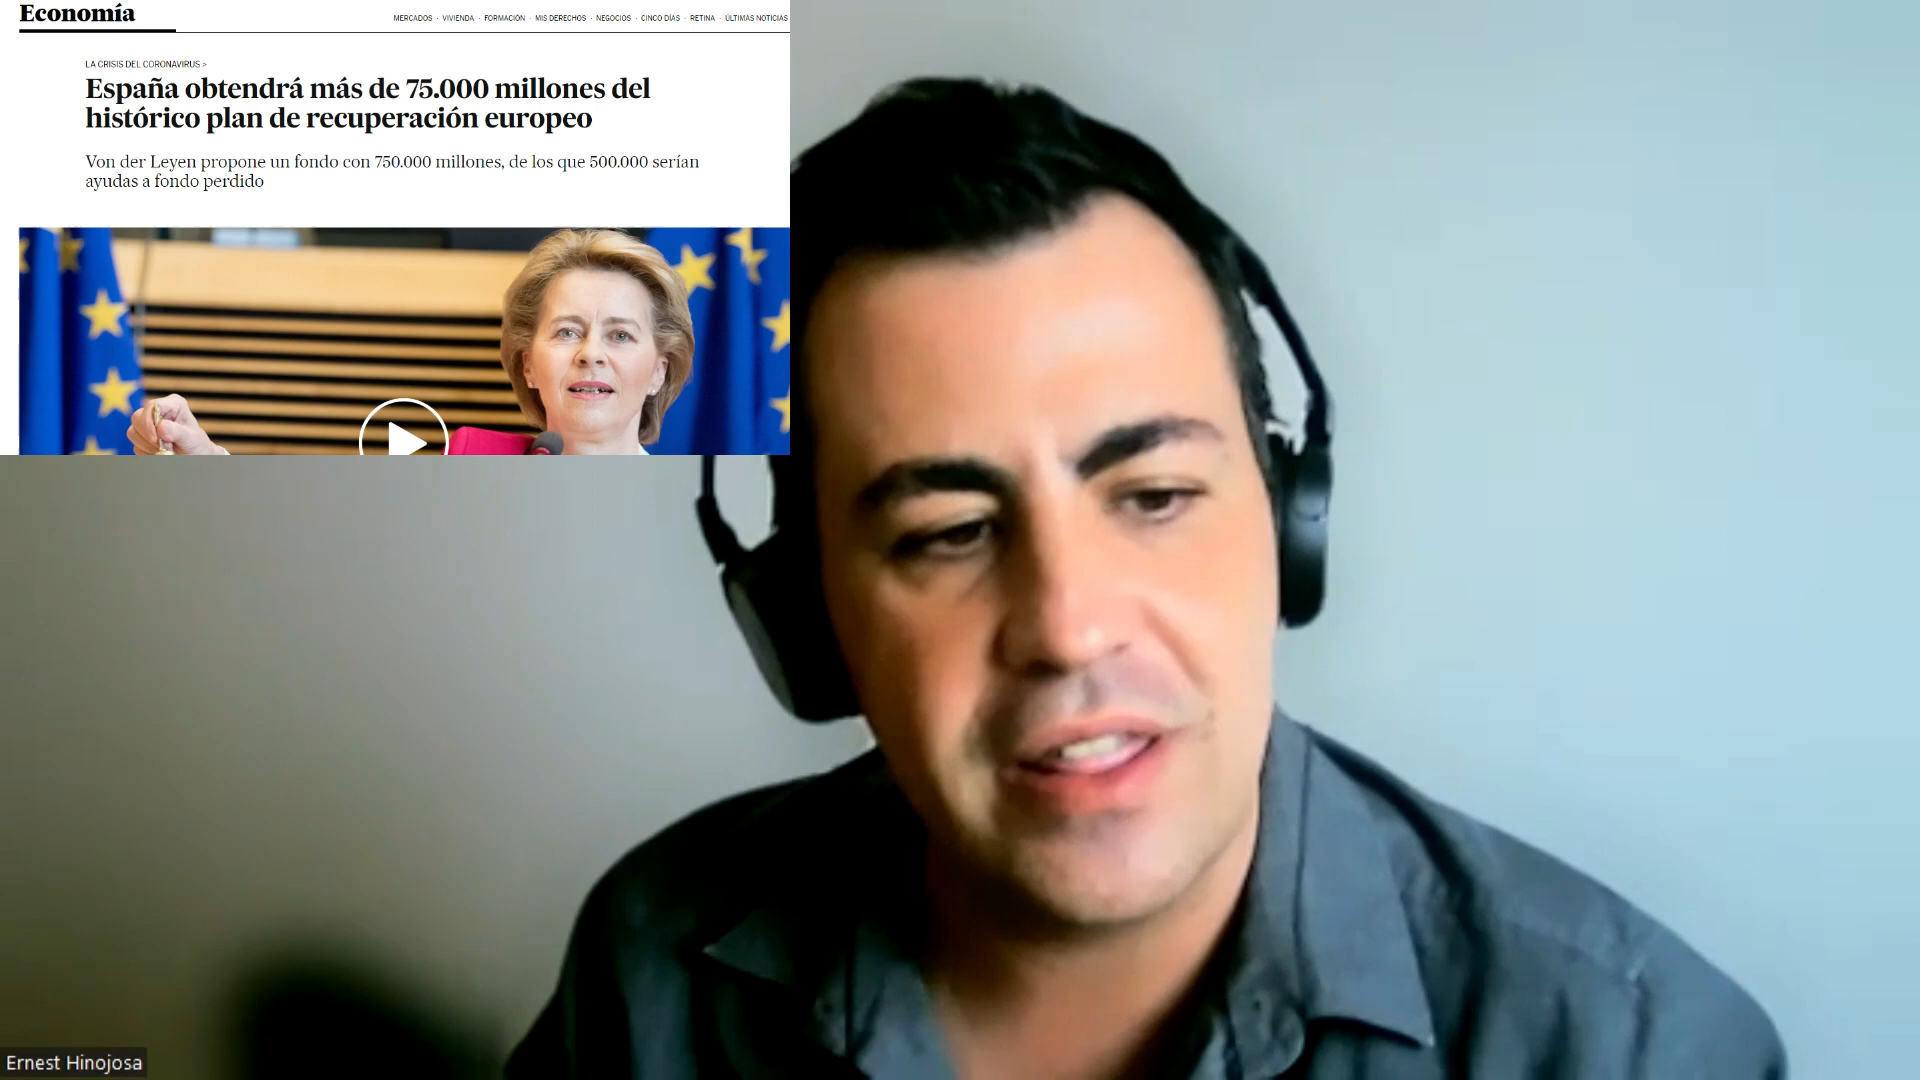 Economía
MERCADOS · VIVIENDA · FORMACIÓN · MIS DERECHOS · NEGOCIOS · CINCO DÍAS · RETINA · ÚLTIMAS NOTICIAS
LA CRISIS DEL CORONAVIRUS >
España obtendrá más de 75.000 millones del
histórico plan de recuperación europeo
Von der Leyen propone un fondo con 750.000 millones, de los que 500.000 serían
ayudas a fondo perdido
Ernest Hinojosa